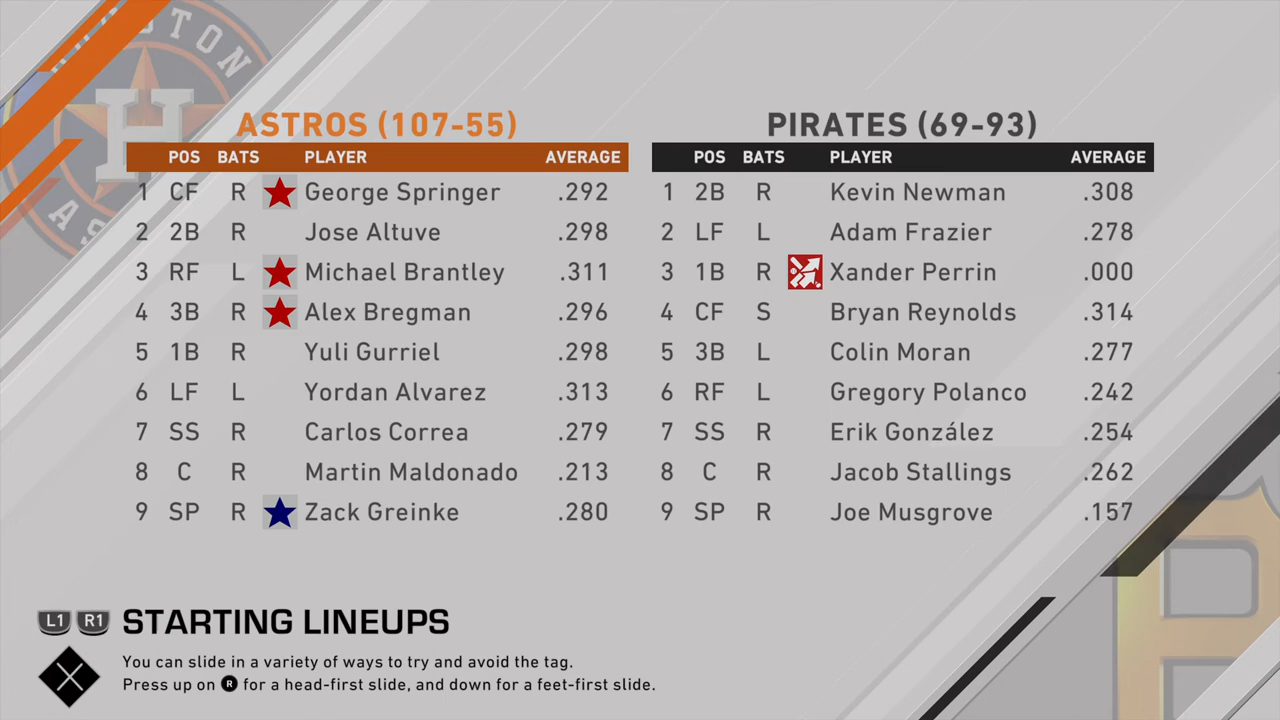 HOUSTON
AS
H
ASTROS (107-55)
POS BATS PLAYER AVERAGE
1 CF R George Springer .292
2 2B R Jose Altuve .298
3 RF L Michael Brantley .311
4 3B R Alex Bregman .296
5 1B R Yuli Gurriel .298
6 LF L Yordan Alvarez .313
7 SS R Carlos Correa .279
8 C R Martin Maldonado .213
9 SP R Zack Greinke .280
PIRATES (69-93)
POS BATS PLAYER AVERAGE
1 2B R Kevin Newman .308
2 LF L Adam Frazier .278
3 1B R Xander Perrin .000
4 CF S Bryan Reynolds .314
5 3B L Colin Moran .277
6 RF L Gregory Polanco .242
7 SS R Erik González .254
8 C R Jacob Stallings .262
9 SP R Joe Musgrove .157
L1 R1 STARTING LINEUPS
You can slide in a variety of ways to try and avoid the tag.
Press up on R for a head-first slide, and down for a feet-first slide.